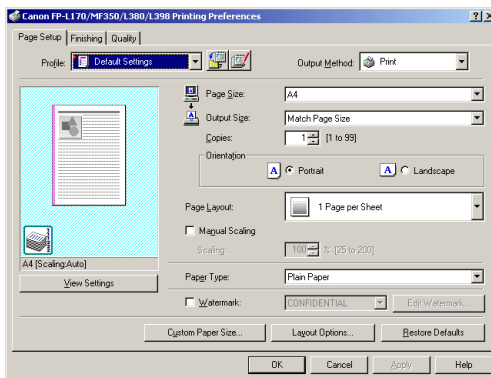 Canon FP-L170/MF350/L380/L398 Printing Preferences
Page Setup Finishing Quality
Profile: Default Settings Output Method: Print
Page Size: A4
Output Size: Match Page Size
Copies: 1 [1 to 99]
Orientation
A Portrait A Landscape
Page Layout: 1 Page per Sheet
Manual Scaling
Scaling: 100 % [25 to 200]
A4 [Scaling:Auto]
View Settings
Paper Type: Plain Paper
Watermark: CONFIDENTIAL Edit Watermark...
Custom Paper Size... Layout Options... Restore Defaults
OK Cancel Apply Help